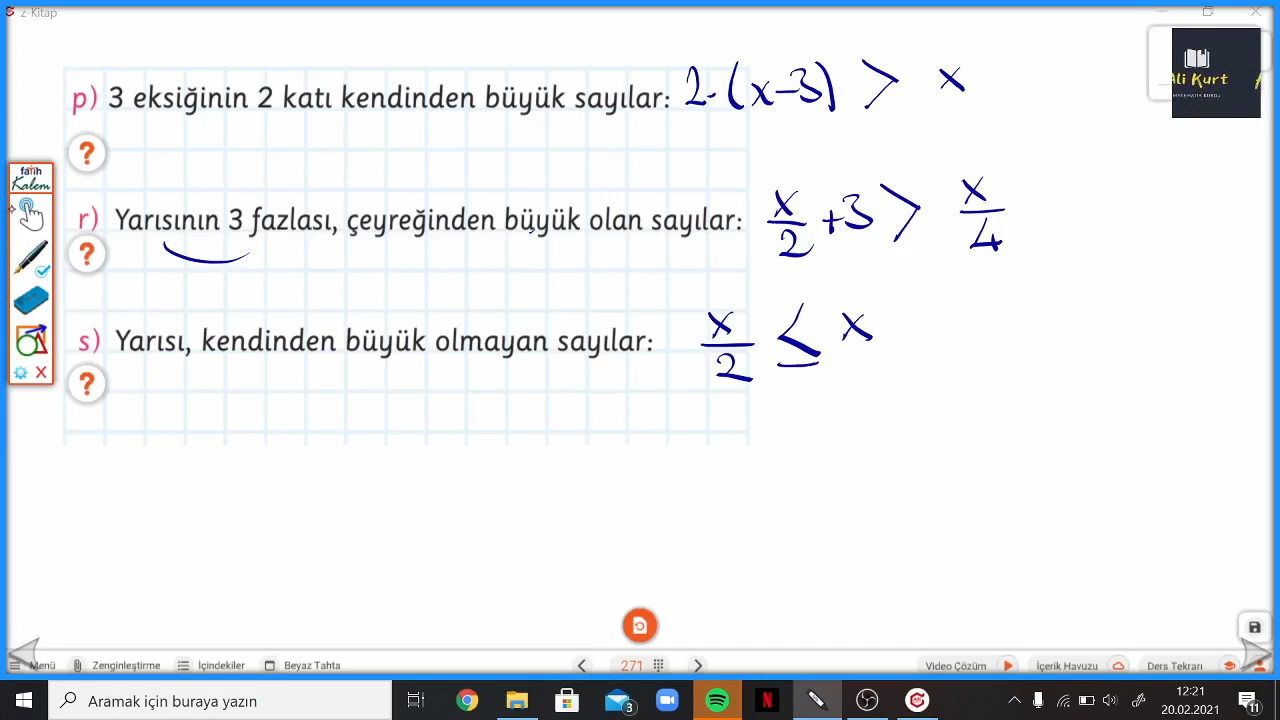 z-Kitap
Ali Kurt
p) 3 eksiğinin 2 katı kendinden büyük sayılar: 2·(x-3) > x
?
fatih
Kalem
r) Yarısının 3 fazlası, çeyreğinden büyük olan sayılar: x/2 + 3 > x/4
?
s) Yarısı, kendinden büyük olmayan sayılar: x/2 ≤ x
?
Menü Zenginleştirme İçindekiler Beyaz Tahta 271 Video Çözüm İçerik Havuzu Ders Tekrarı
Aramak için buraya yazın
3
12:21
20.02.2021
11